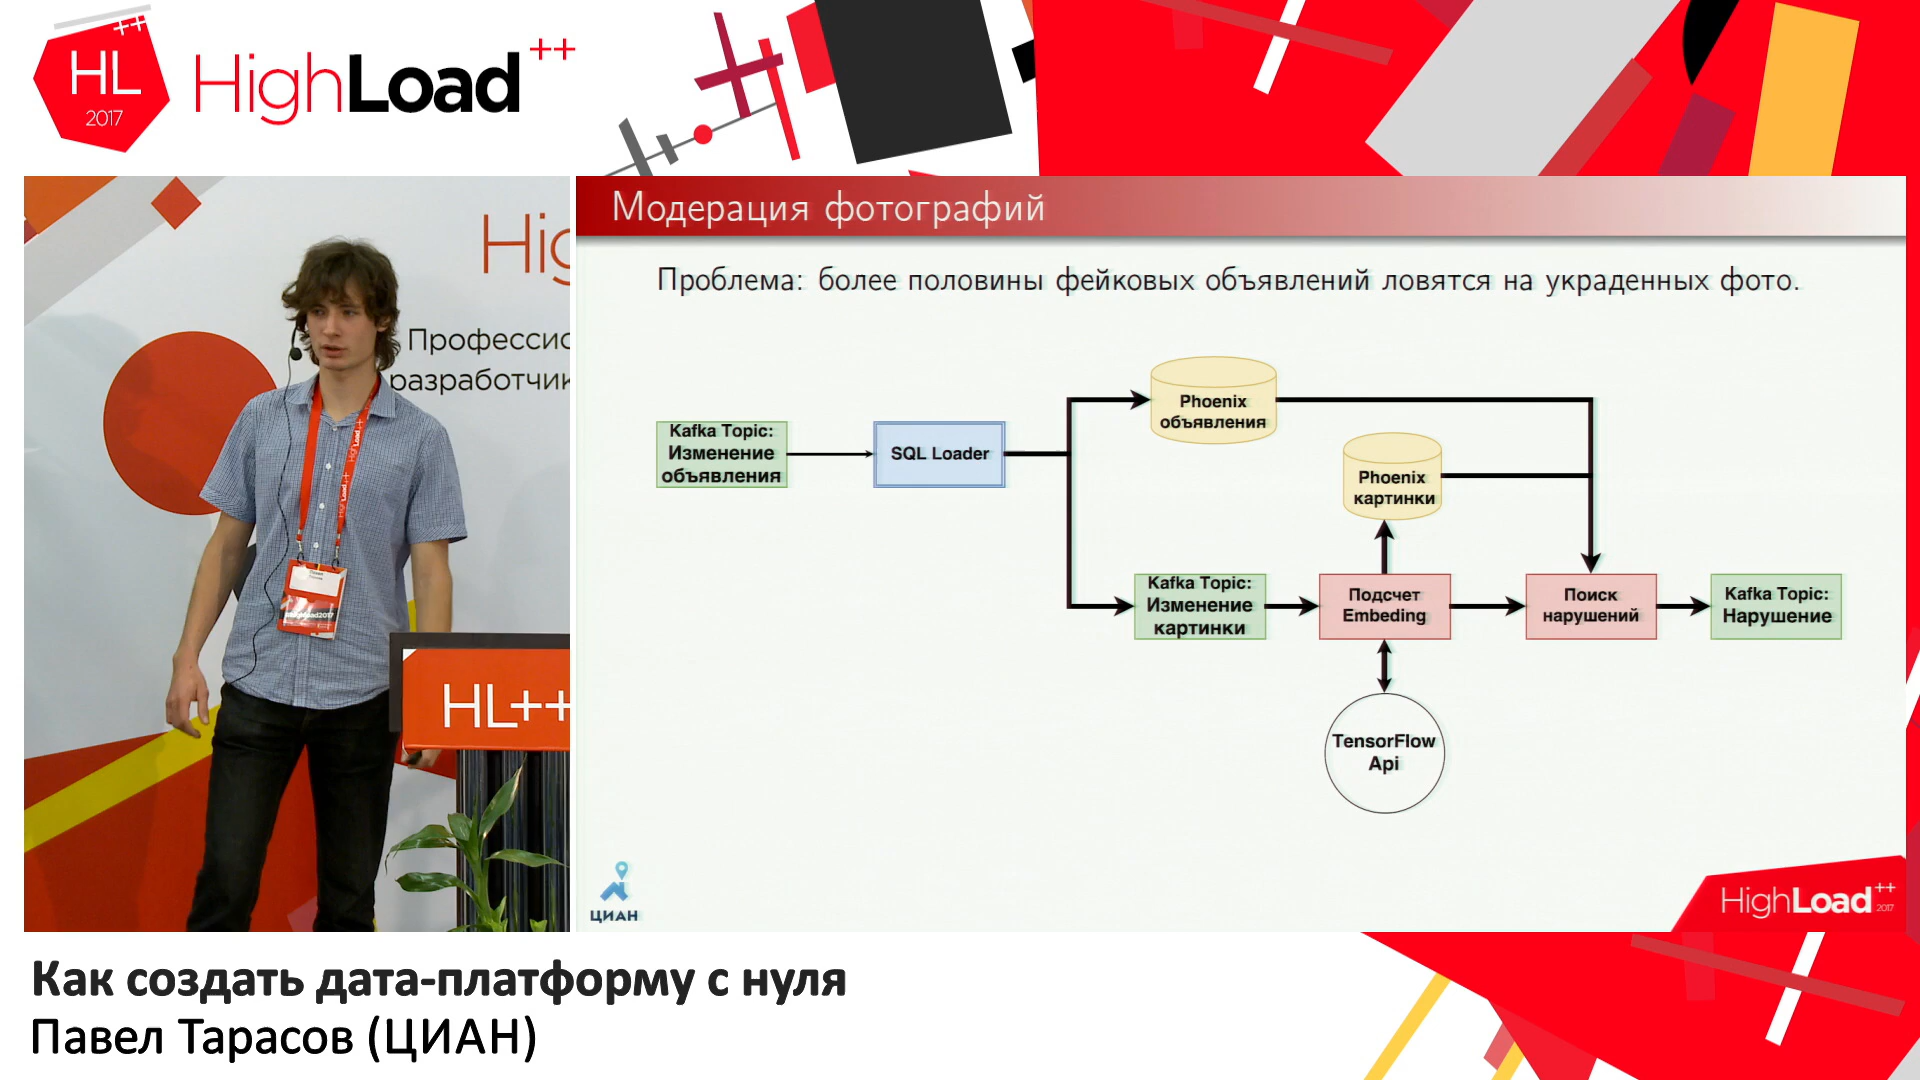 HL++
2017
HighLoad++
Hig
Профессио
разработчик
HL++
Модерация фотографий
Проблема: более половины фейковых объявлений ловятся на украденных фото.
Kafka Topic:
Изменение
объявления
SQL Loader
Phoenix
объявления
Phoenix
картинки
Kafka Topic:
Изменение
картинки
Подсчет
Embeding
Поиск
нарушений
Kafka Topic:
Нарушение
TensorFlow
Api
ЦИАН
HighLoad++
2017
Как создать дата-платформу с нуля
Павел Тарасов (ЦИАН)